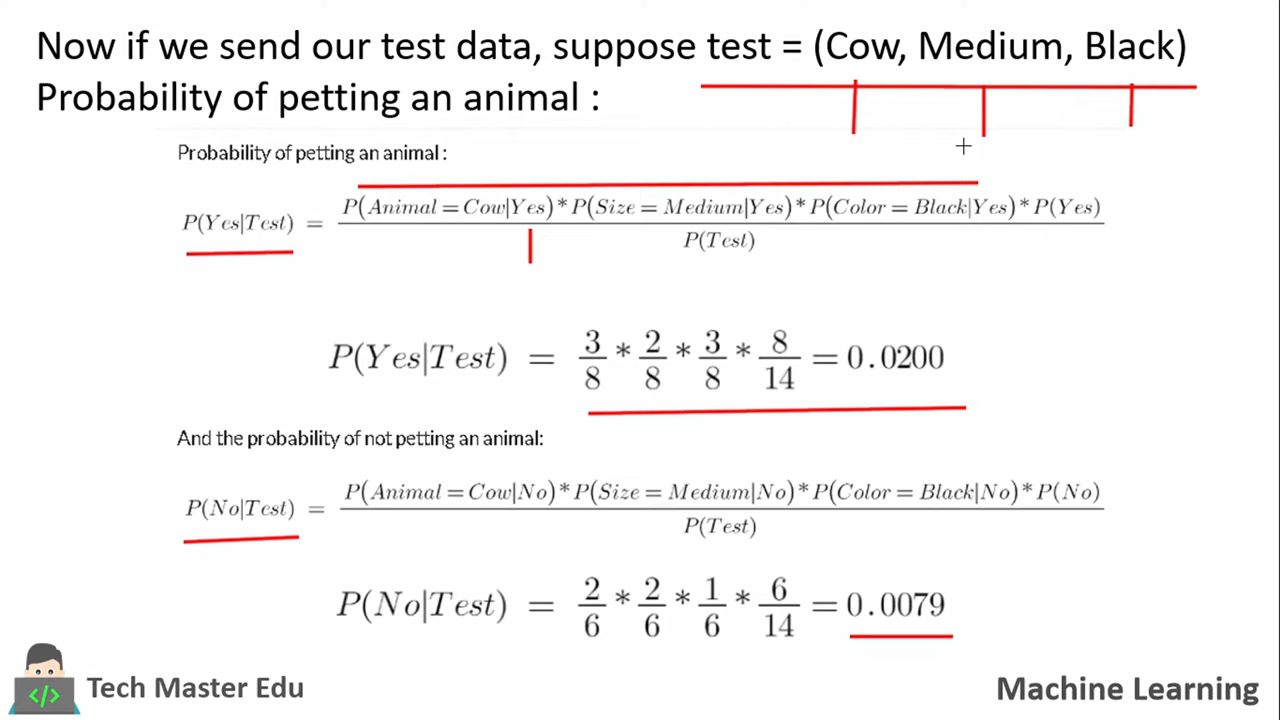 Now if we send our test data, suppose test = (Cow, Medium, Black)
Probability of petting an animal :
Probability of petting an animal :
P(Yes|Test) = P(Animal = Cow|Yes) * P(Size = Medium|Yes) * P(Color = Black|Yes) * P(Yes) / P(Test)
P(Yes|Test) = 3/8 * 2/8 * 3/8 * 8/14 = 0.0200
And the probability of not petting an animal:
P(No|Test) = P(Animal = Cow|No) * P(Size = Medium|No) * P(Color = Black|No) * P(No) / P(Test)
P(No|Test) = 2/6 * 2/6 * 1/6 * 6/14 = 0.0079
</> Tech Master Edu
Machine Learning